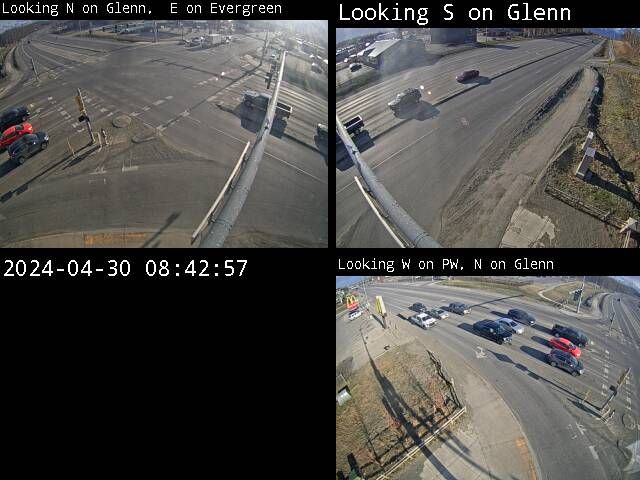 Looking N on Glenn,  E on Evergreen
Looking S on Glenn
2024-04-30 08:42:57
Looking W on PW, N on Glenn